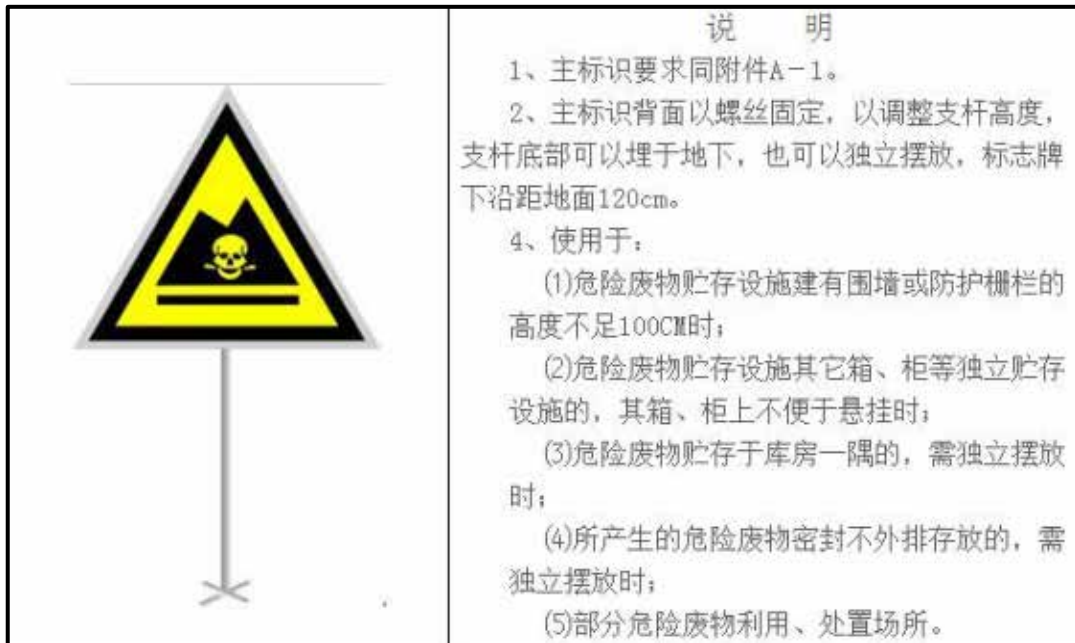 说　　明
1、主标识要求同附件A－1。
2、主标识背面以螺丝固定，以调整支杆高度，
支杆底部可以埋于地下，也可以独立摆放，标志牌
下沿距地面120cm。
4、使用于：
⑴危险废物贮存设施建有围墙或防护栅栏的
高度不足100CM时；
⑵危险废物贮存设施其它箱、柜等独立贮存
设施的，其箱、柜上不便于悬挂时；
⑶危险废物贮存于库房一隅的，需独立摆放
时；
⑷所产生的危险废物密封不外排存放的，需
独立摆放时；
⑸部分危险废物利用、处置场所。